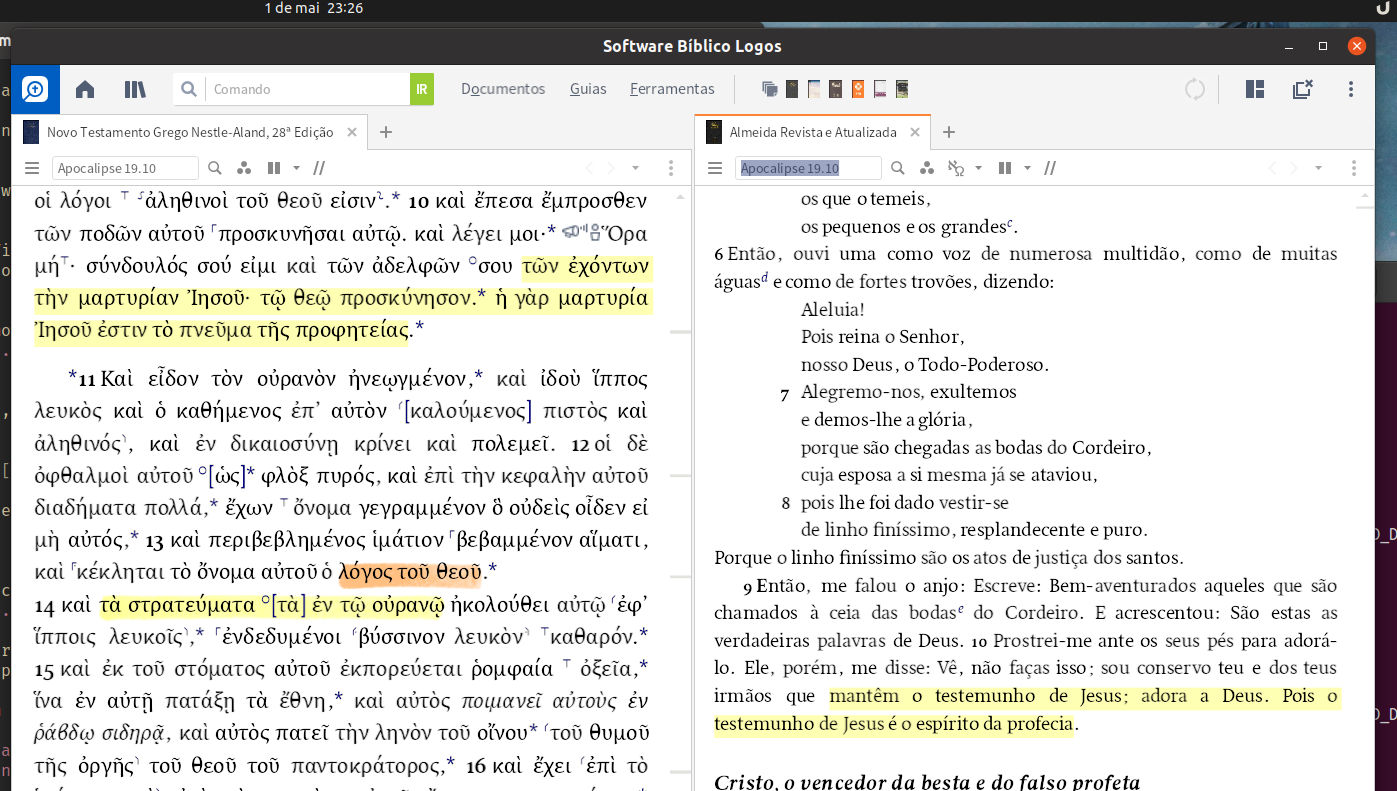 1 de mai 23:26
Software Bíblico Logos
Comando
IR
Documentos
Guias
Ferramentas
Novo Testamento Grego Nestle-Aland, 28ª Edição
Apocalipse 19.10
οἱ λόγοι ⸆ ⸉ἀληθινοὶ τοῦ θεοῦ εἰσιν⸊.* 10 καὶ ἔπεσα ἔμπροσθεν
τῶν ποδῶν αὐτοῦ ⸀προσκυνῆσαι αὐτῷ. καὶ λέγει μοι·* Ὅρα
μή⸆· σύνδουλός σού εἰμι καὶ τῶν ἀδελφῶν °σου τῶν ἐχόντων
τὴν μαρτυρίαν Ἰησοῦ· τῷ θεῷ προσκύνησον.* ἡ γὰρ μαρτυρία
Ἰησοῦ ἐστιν τὸ πνεῦμα τῆς προφητείας.*
*11 Καὶ εἶδον τὸν οὐρανὸν ἠνεῳγμένον,* καὶ ἰδοὺ ἵππος
λευκὸς καὶ ὁ καθήμενος ἐπ’ αὐτὸν ⸂[καλούμενος] πιστὸς καὶ
ἀληθινός⸃, καὶ ἐν δικαιοσύνῃ κρίνει καὶ πολεμεῖ. 12 οἱ δὲ
ὀφθαλμοὶ αὐτοῦ °[ὡς]* φλὸξ πυρός, καὶ ἐπὶ τὴν κεφαλὴν αὐτοῦ
διαδήματα πολλά,* ἔχων ⸆ ὄνομα γεγραμμένον ὃ οὐδεὶς οἶδεν εἰ
μὴ αὐτός,* 13 καὶ περιβεβλημένος ἱμάτιον ⸀βεβαμμένον αἵματι,
καὶ ⸀κέκληται τὸ ὄνομα αὐτοῦ ὁ λόγος τοῦ θεοῦ.*
14 καὶ τὰ στρατεύματα °[τὰ] ἐν τῷ οὐρανῷ ἠκολούθει αὐτῷ ⸂ἐφ’
ἵπποις λευκοῖς⸃,* ⸀ἐνδεδυμένοι ⸂βύσσινον λευκὸν⸃ ⸆καθαρόν.*
15 καὶ ἐκ τοῦ στόματος αὐτοῦ ἐκπορεύεται ῥομφαία ⸆ ὀξεῖα,*
ἵνα ἐν αὐτῇ πατάξῃ τὰ ἔθνη,* καὶ αὐτὸς ποιμανεῖ αὐτοὺς ἐν
ῥάβδῳ σιδηρᾷ, καὶ αὐτὸς πατεῖ τὴν ληνὸν τοῦ οἴνου* ⸂τοῦ θυμοῦ
τῆς ὀργῆς⸃ τοῦ θεοῦ τοῦ παντοκράτορος,* 16 καὶ ἔχει ⸂ἐπὶ τὸ
Almeida Revista e Atualizada
Apocalipse 19.10
os que o temeis,
os pequenos e os grandesᶜ.
6 Então, ouvi uma como voz de numerosa multidão, como de muitas
águasᵈ e como de fortes trovões, dizendo:
Aleluia!
Pois reina o Senhor,
nosso Deus, o Todo-Poderoso.
7 Alegremo-nos, exultemos
e demos-lhe a glória,
porque são chegadas as bodas do Cordeiro,
cuja esposa a si mesma já se ataviou,
8 pois lhe foi dado vestir-se
de linho finíssimo, resplandecente e puro.
Porque o linho finíssimo são os atos de justiça dos santos.
9 Então, me falou o anjo: Escreve: Bem-aventurados aqueles que são
chamados à ceia das bodasᵉ do Cordeiro. E acrescentou: São estas as
verdadeiras palavras de Deus. 10 Prostrei-me ante os seus pés para adorá-
lo. Ele, porém, me disse: Vê, não faças isso; sou conservo teu e dos teus
irmãos que mantêm o testemunho de Jesus; adora a Deus. Pois o
testemunho de Jesus é o espírito da profecia.
Cristo, o vencedor da besta e do falso profeta